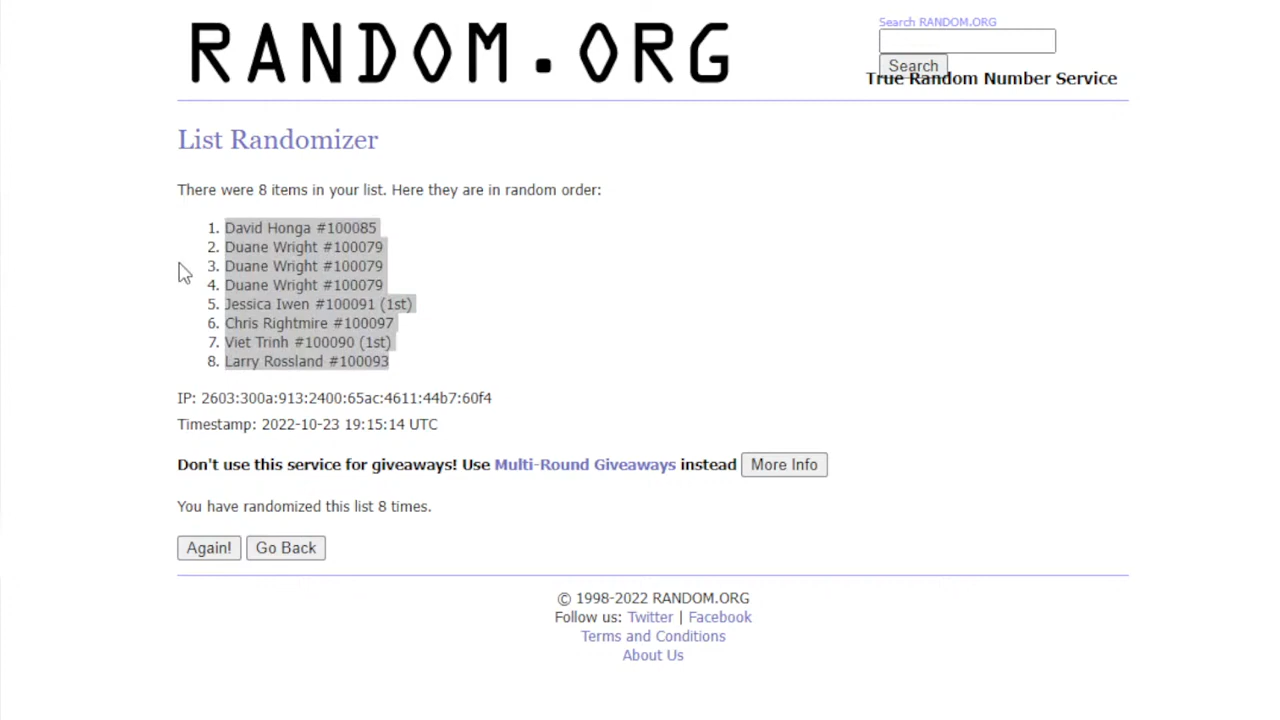 RANDOM.ORG
Search RANDOM.ORG
Search
True Random Number Service
List Randomizer
There were 8 items in your list. Here they are in random order:
1. David Honga #100085
2. Duane Wright #100079
3. Duane Wright #100079
4. Duane Wright #100079
5. Jessica Iwen #100091 (1st)
6. Chris Rightmire #100097
7. Viet Trinh #100090 (1st)
8. Larry Rossland #100093
IP: 2603:300a:913:2400:65ac:4611:44b7:60f4
Timestamp: 2022-10-23 19:15:14 UTC
Don't use this service for giveaways! Use Multi-Round Giveaways instead More Info
You have randomized this list 8 times.
Again! Go Back
© 1998-2022 RANDOM.ORG
Follow us: Twitter | Facebook
Terms and Conditions
About Us